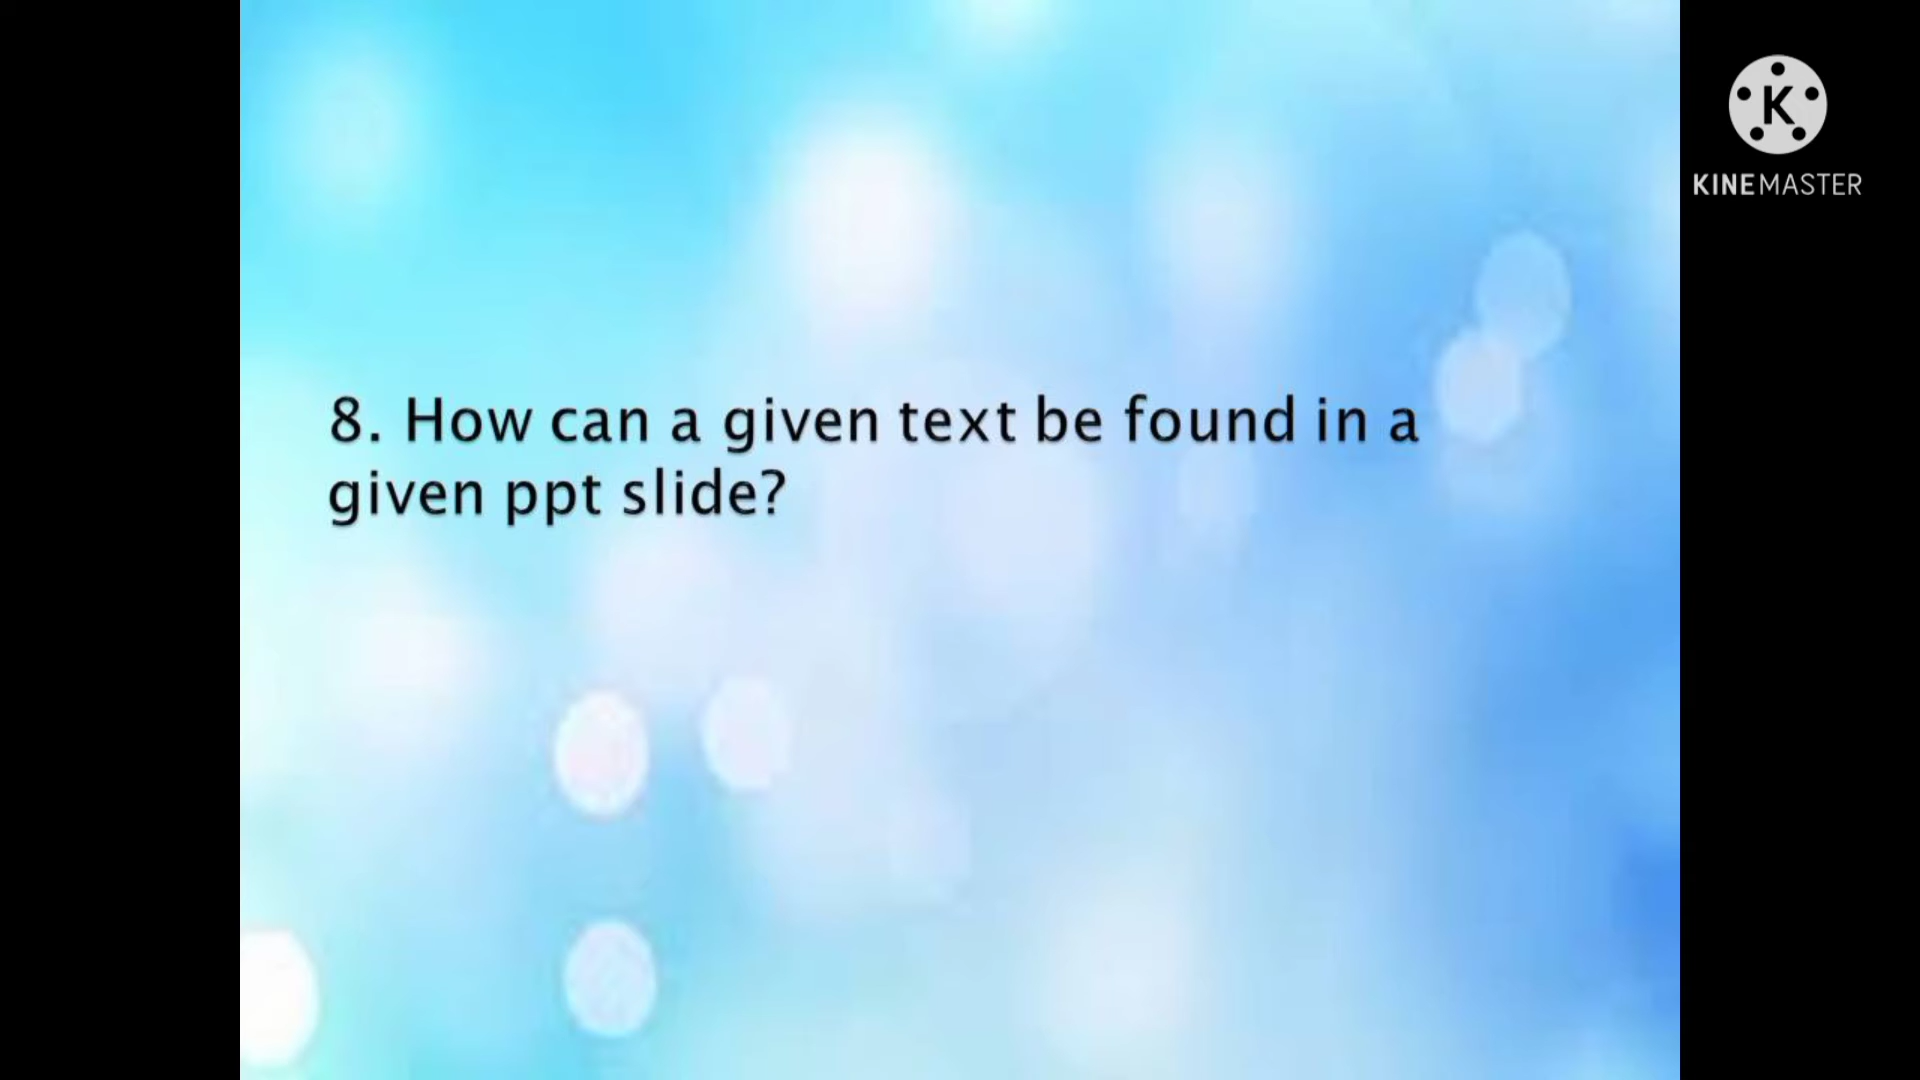 K
KINEMASTER
8. How can a given text be found in a
given ppt slide?